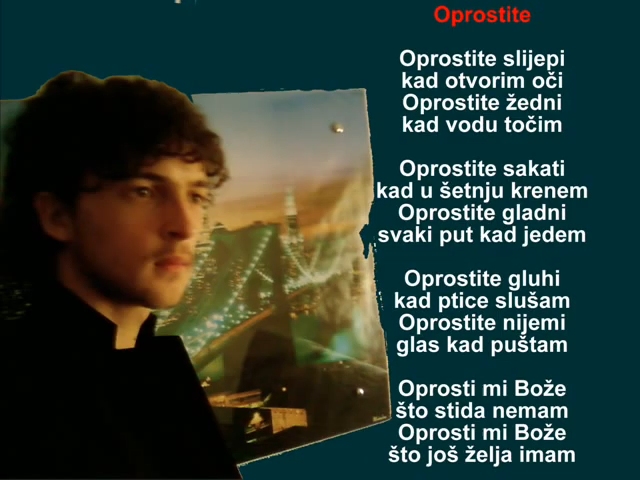 Oprostite
Oprostite slijepi
kad otvorim oči
Oprostite žedni
kad vodu točim
Oprostite sakati
kad u šetnju krenem
Oprostite gladni
svaki put kad jedem
Oprostite gluhi
kad ptice slušam
Oprostite nijemi
glas kad puštam
Oprosti mi Bože
što stida nemam
Oprosti mi Bože
što još želja imam